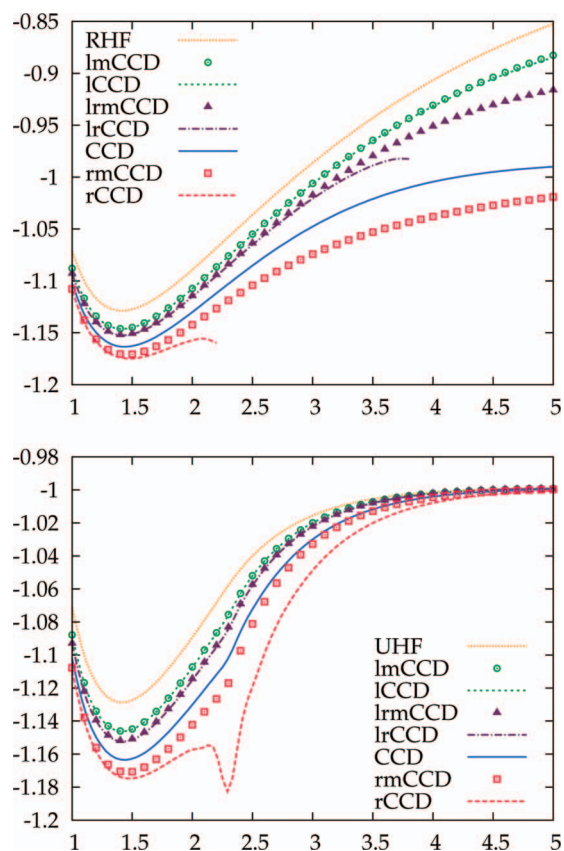 -0.85
RHF
lmCCD
-0.9
lCCD
lrmCCD
-0.95
lrCCD
CCD
-1
rmCCD
rCCD
-1.05
-1.1
-1.15
-1.2
1 1.5 2 2.5 3 3.5 4 4.5 5
-0.98
-1
-1.02
-1.04
-1.06
-1.08
-1.1
UHF
lmCCD
-1.12
lCCD
lrmCCD
-1.14
lrCCD
-1.16
CCD
rmCCD
-1.18
rCCD
-1.2
1 1.5 2 2.5 3 3.5 4 4.5 5